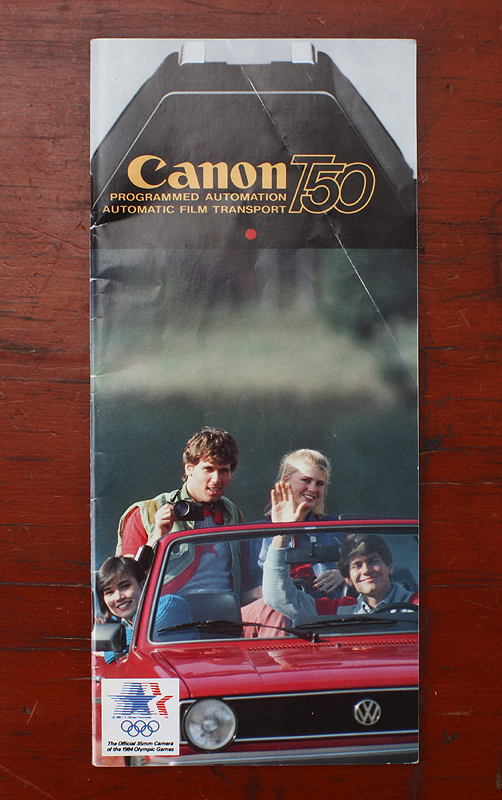 Canon T50
PROGRAMMED AUTOMATION
AUTOMATIC FILM TRANSPORT
The Official 35mm Camera
of the 1984 Olympic Games